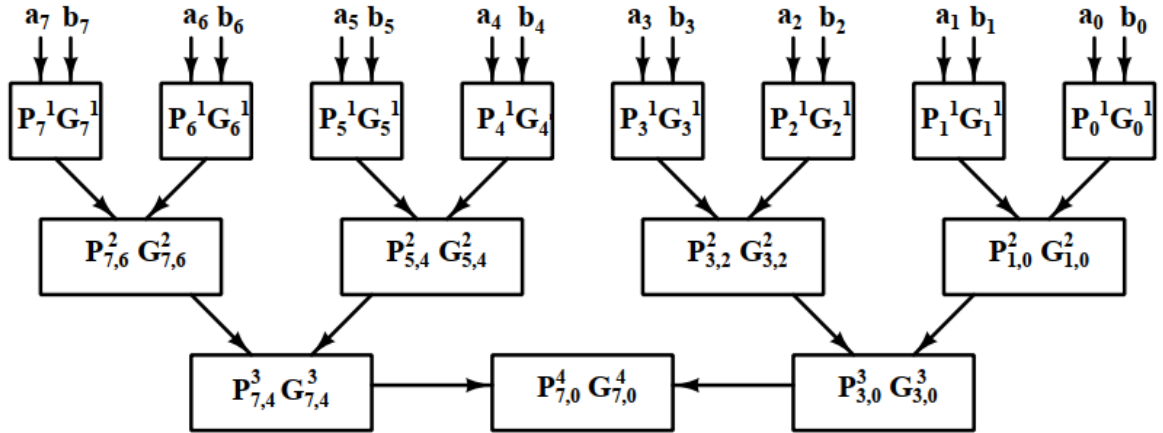 a₇ b₇ a₆ b₆ a₅ b₅ a₄ b₄ a₃ b₃ a₂ b₂ a₁ b₁ a₀ b₀
P₇¹G₇¹ P₆¹G₆¹ P₅¹G₅¹ P₄¹G₄' P₃¹G₃¹ P₂¹G₂¹ P₁¹G₁¹ P₀¹G₀¹
P²₇,₆ G²₇,₆ P²₅,₄ G²₅,₄ P²₃,₂ G²₃,₂ P²₁,₀ G²₁,₀
P³₇,₄ G³₇,₄ P⁴₇,₀ G⁴₇,₀ P³₃,₀ G³₃,₀